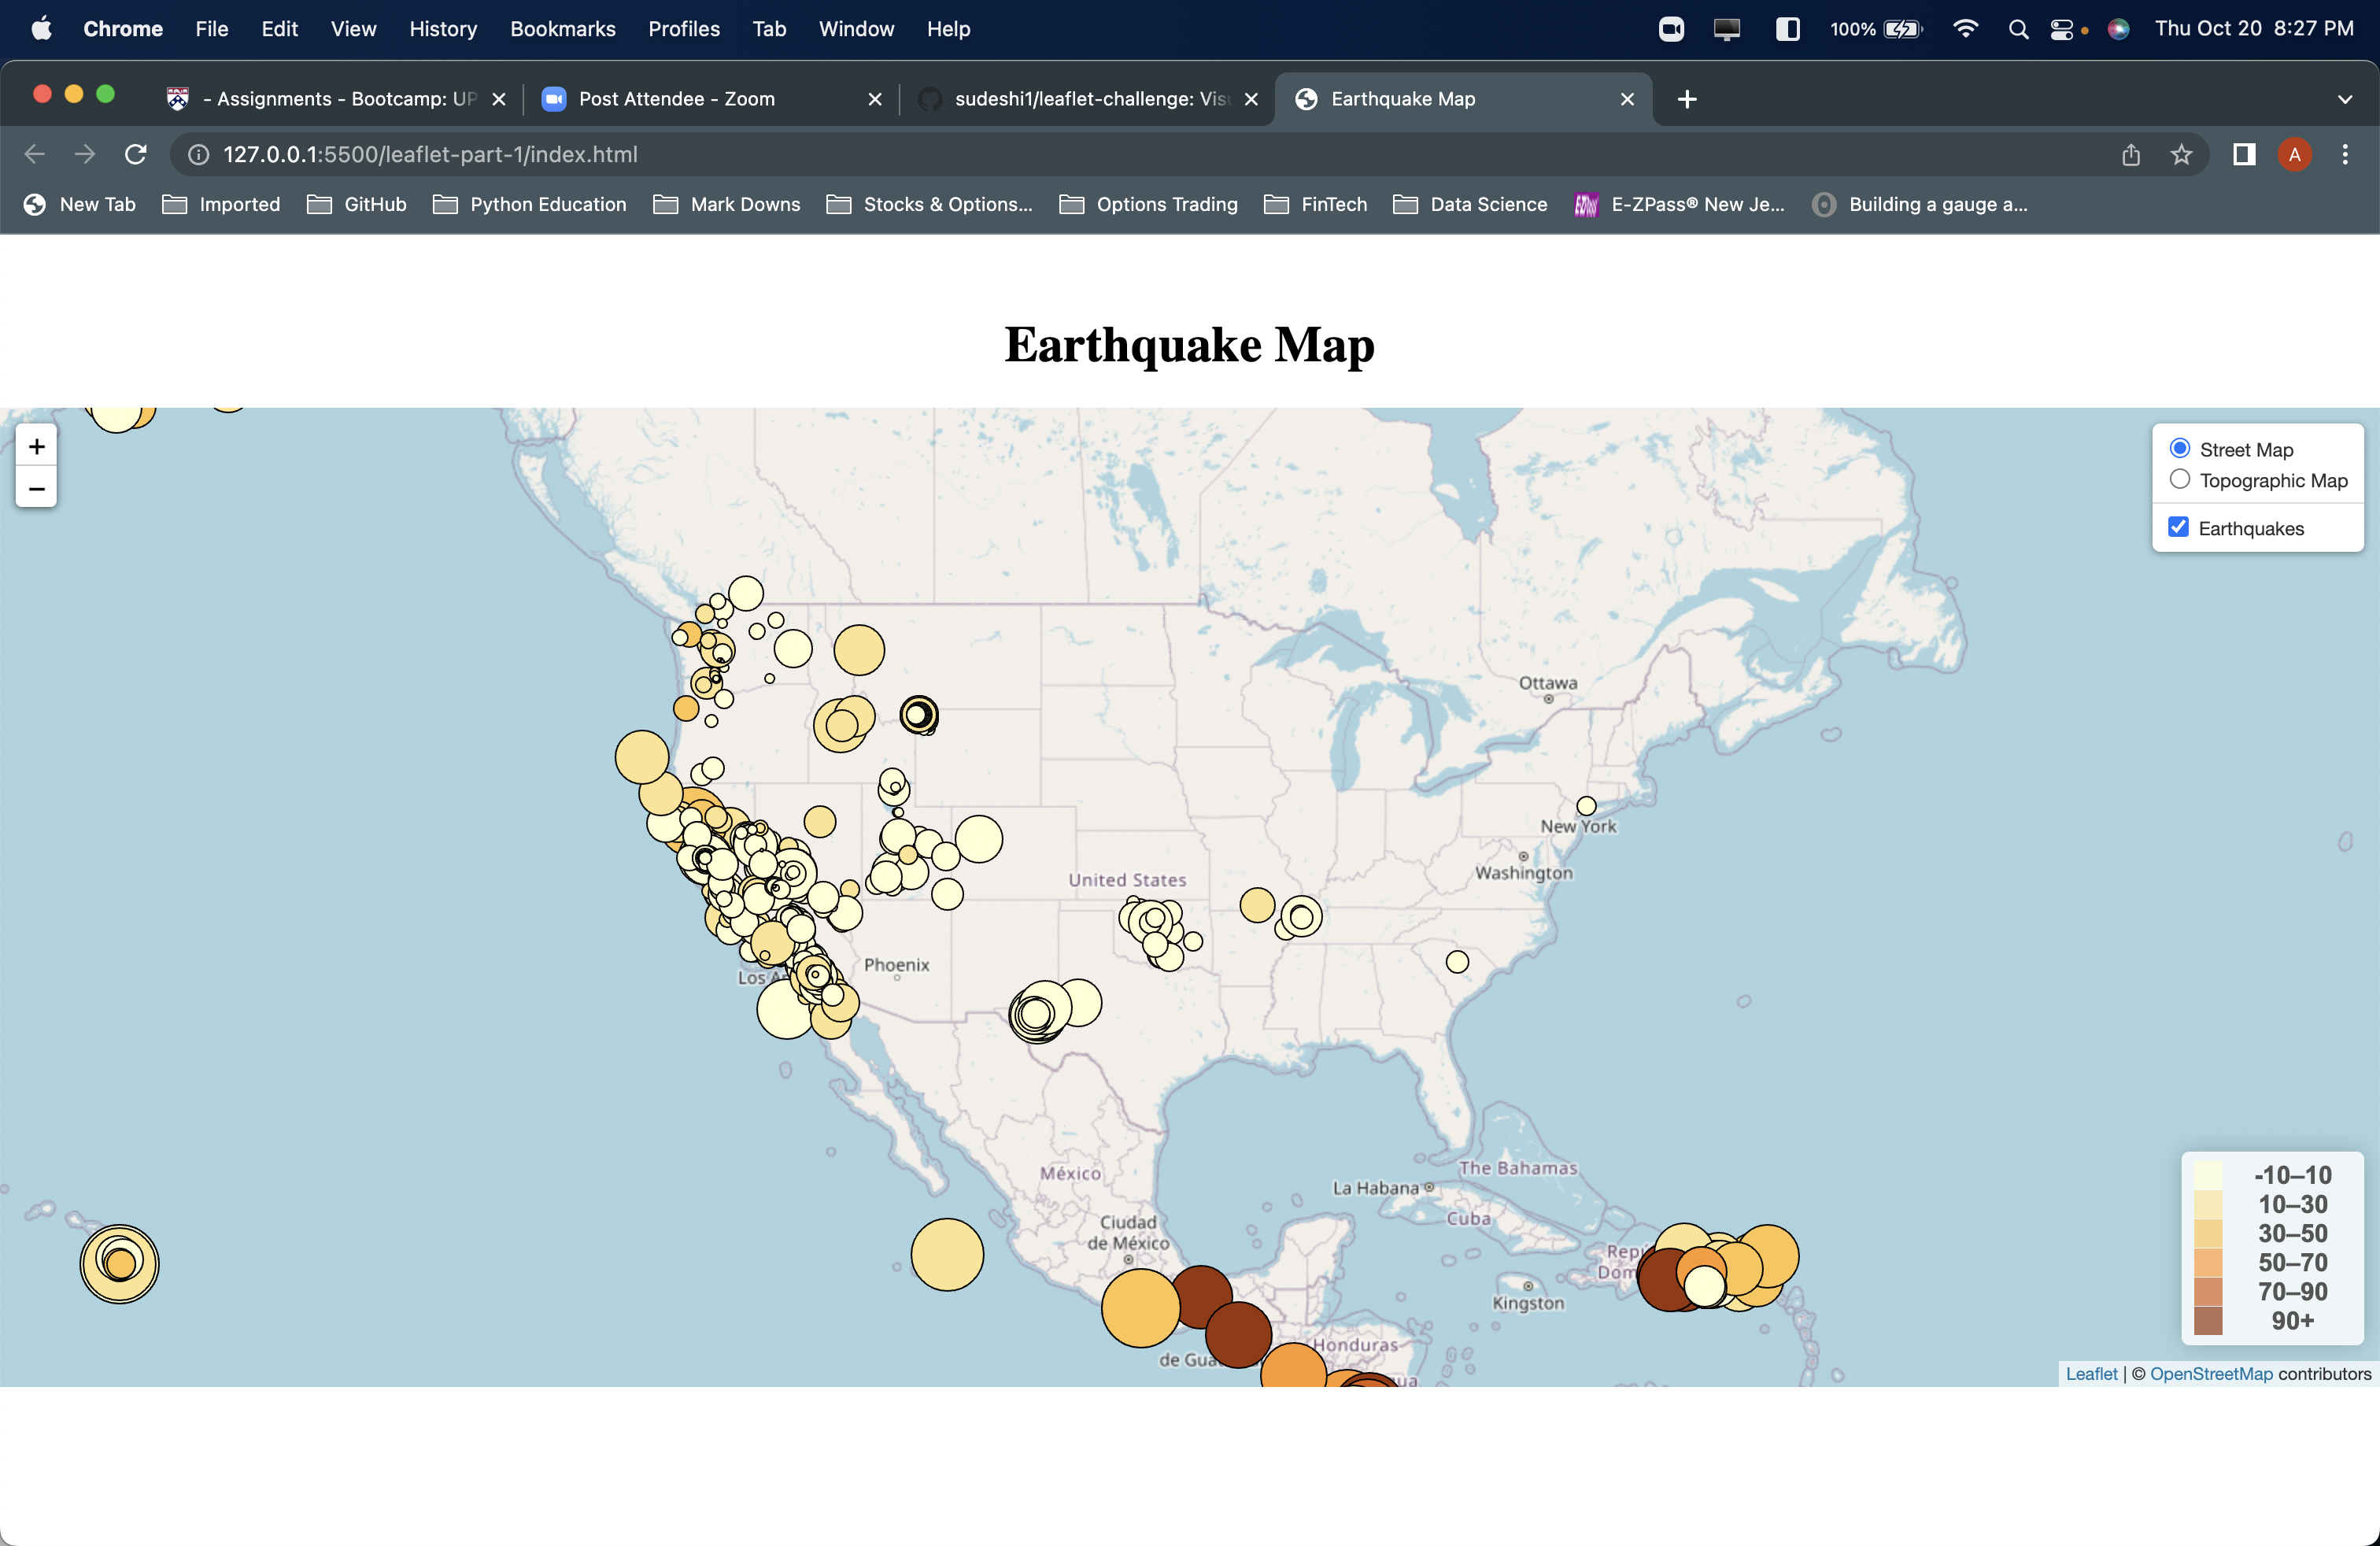 Chrome File Edit View History Bookmarks Profiles Tab Window Help 100% Thu Oct 20 8:27 PM
- Assignments - Bootcamp: UP Post Attendee - Zoom sudeshi1/leaflet-challenge: Vis Earthquake Map
127.0.0.1:5500/leaflet-part-1/index.html A
New Tab Imported GitHub Python Education Mark Downs Stocks & Options... Options Trading FinTech Data Science E-ZPass® New Je... Building a gauge a...
Earthquake Map
+
−
Street Map
Topographic Map
Earthquakes
Ottawa
New York
Washington
United States
Phoenix
Los An
The Bahamas
La Habana
México
Cuba
Ciudad
de México
Repú
Dom
Kingston
Honduras
de Gua
gua
-10–10
10–30
30–50
50–70
70–90
90+
Leaflet | © OpenStreetMap contributors